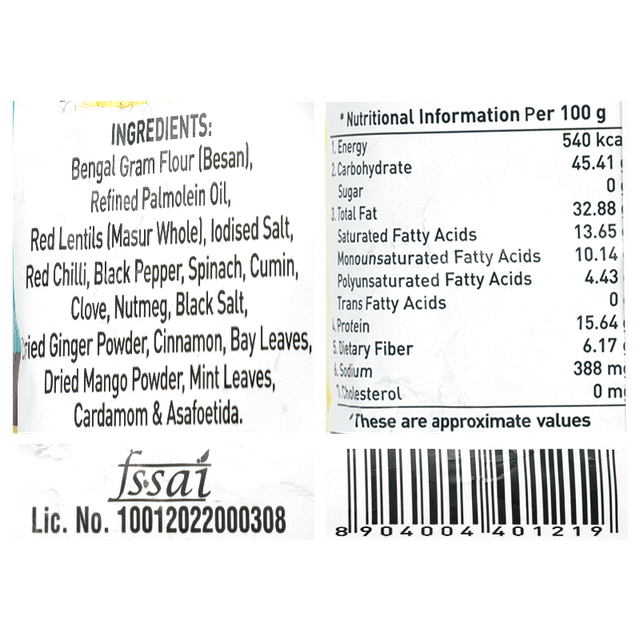 INGREDIENTS:
Bengal Gram Flour (Besan),
Refined Palmolein Oil,
Red Lentils (Masur Whole), Iodised Salt,
Red Chilli, Black Pepper, Spinach, Cumin,
Clove, Nutmeg, Black Salt,
ried Ginger Powder, Cinnamon, Bay Leaves,
Dried Mango Powder, Mint Leaves,
Cardamom & Asafoetida.
fssai
Lic. No. 10012022000308
*Nutritional Information Per 100 g
1. Energy 540 kca
2. Carbohydrate 45.41
Sugar 0
3. Total Fat 32.88
Saturated Fatty Acids 13.65
Monounsaturated Fatty Acids 10.14
Polyunsaturated Fatty Acids 4.43
Trans Fatty Acids 0
4. Protein 15.64
5. Dietary Fiber 6.17
6. Sodium 388 m
7. Cholesterol 0 m
*These are approximate values
8 904004 401219